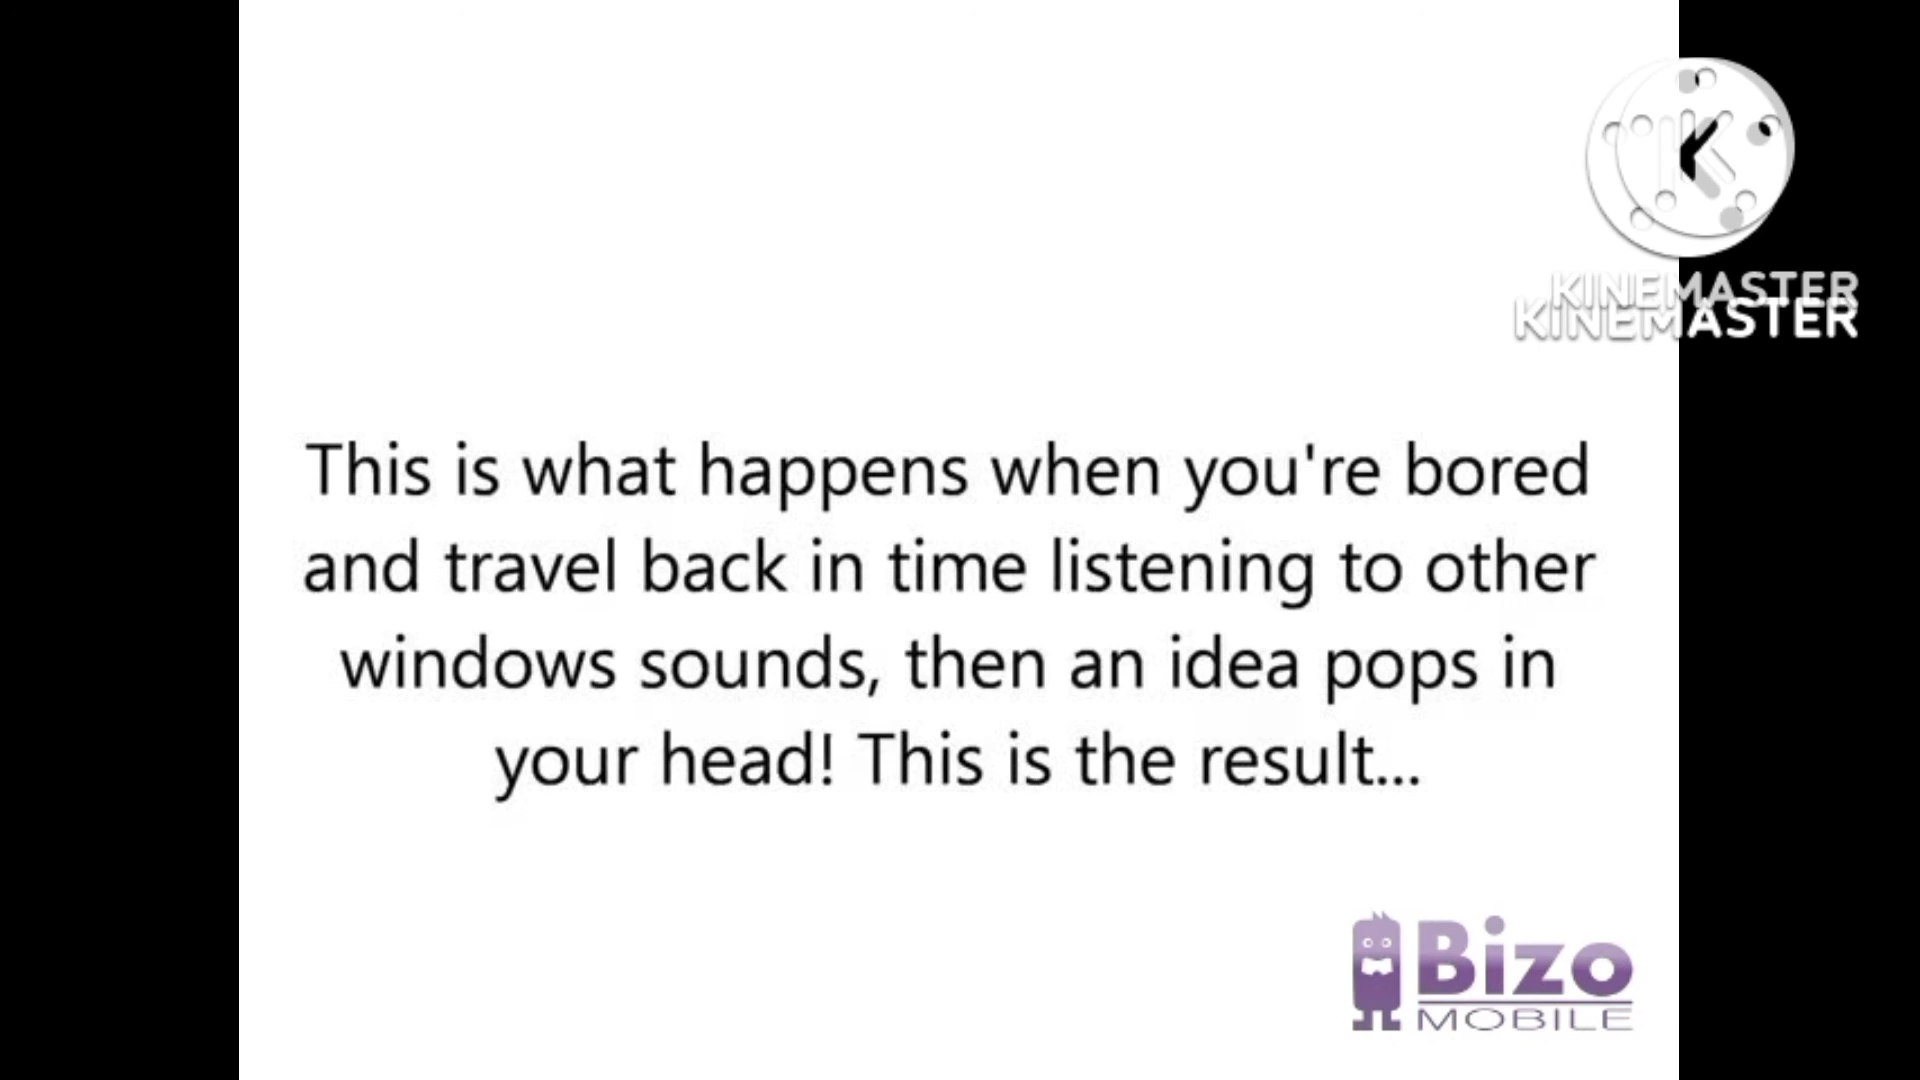 KINEMASTER
KINEMASTER
This is what happens when you're bored
and travel back in time listening to other
windows sounds, then an idea pops in
your head! This is the result...
Bizo
MOBILE